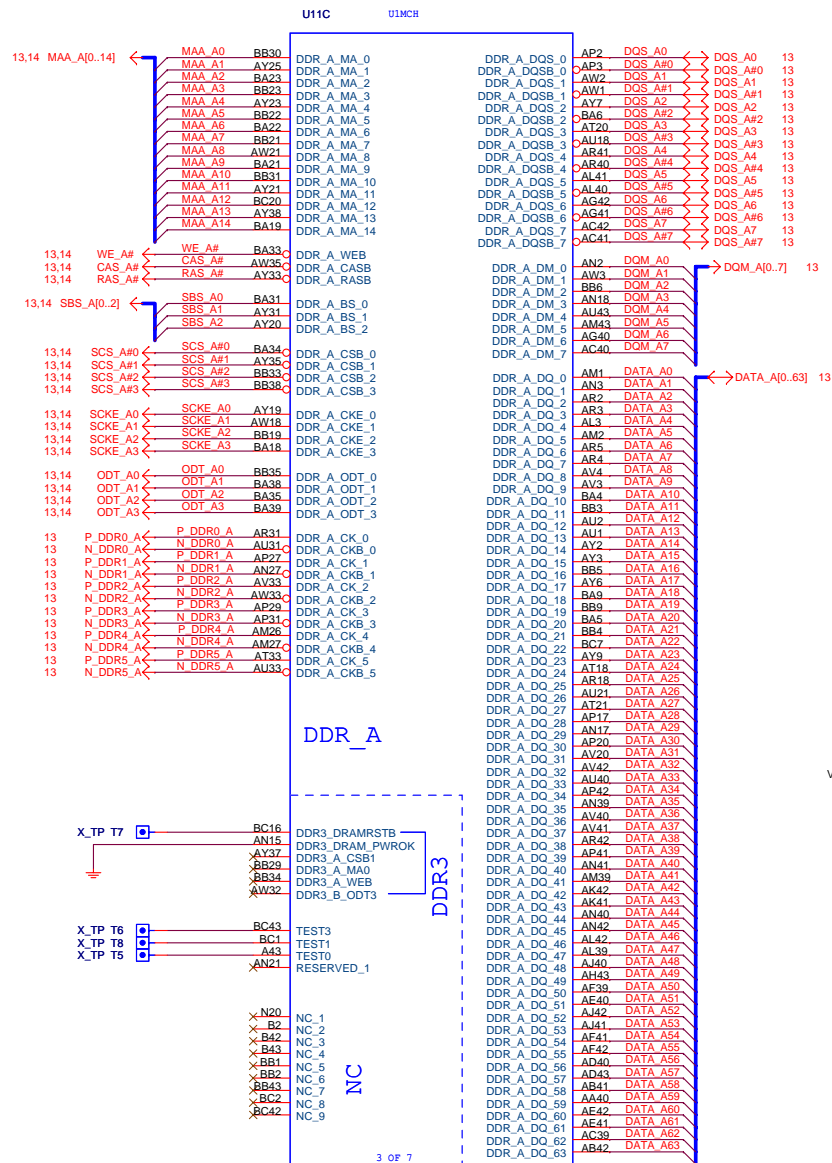 U11C U1MCH
13,14 MAA_A[0..14]
MAA_A0 BB30 DDR_A_MA_0
MAA_A1 AY25 DDR_A_MA_1
MAA_A2 BA23 DDR_A_MA_2
MAA_A3 BB23 DDR_A_MA_3
MAA_A4 AY23 DDR_A_MA_4
MAA_A5 BB22 DDR_A_MA_5
MAA_A6 BA22 DDR_A_MA_6
MAA_A7 BB21 DDR_A_MA_7
MAA_A8 AW21 DDR_A_MA_8
MAA_A9 BA21 DDR_A_MA_9
MAA_A10 BB31 DDR_A_MA_10
MAA_A11 AY21 DDR_A_MA_11
MAA_A12 BC20 DDR_A_MA_12
MAA_A13 AY38 DDR_A_MA_13
MAA_A14 BA19 DDR_A_MA_14
13,14 WE_A# WE_A# BA33 DDR_A_WEB
13,14 CAS_A# CAS_A# AW35 DDR_A_CASB
13,14 RAS_A# RAS_A# AY33 DDR_A_RASB
13,14 SBS_A[0..2]
SBS_A0 BA31 DDR_A_BS_0
SBS_A1 AY31 DDR_A_BS_1
SBS_A2 AY20 DDR_A_BS_2
13,14 SCS_A#0 SCS_A#0 BA34 DDR_A_CSB_0
13,14 SCS_A#1 SCS_A#1 AY35 DDR_A_CSB_1
13,14 SCS_A#2 SCS_A#2 BB33 DDR_A_CSB_2
13,14 SCS_A#3 SCS_A#3 BB38 DDR_A_CSB_3
13,14 SCKE_A0 SCKE_A0 AY19 DDR_A_CKE_0
13,14 SCKE_A1 SCKE_A1 AW18 DDR_A_CKE_1
13,14 SCKE_A2 SCKE_A2 BB19 DDR_A_CKE_2
13,14 SCKE_A3 SCKE_A3 BA18 DDR_A_CKE_3
13,14 ODT_A0 ODT_A0 BB35 DDR_A_ODT_0
13,14 ODT_A1 ODT_A1 BA38 DDR_A_ODT_1
13,14 ODT_A2 ODT_A2 BA35 DDR_A_ODT_2
13,14 ODT_A3 ODT_A3 BA39 DDR_A_ODT_3
13 P_DDR0_A P_DDR0_A AR31 DDR_A_CK_0
13 N_DDR0_A N_DDR0_A AU31 DDR_A_CKB_0
13 P_DDR1_A P_DDR1_A AP27 DDR_A_CK_1
13 N_DDR1_A N_DDR1_A AN27 DDR_A_CKB_1
13 P_DDR2_A P_DDR2_A AV33 DDR_A_CK_2
13 N_DDR2_A N_DDR2_A AW33 DDR_A_CKB_2
13 P_DDR3_A P_DDR3_A AP29 DDR_A_CK_3
13 N_DDR3_A N_DDR3_A AP31 DDR_A_CKB_3
13 P_DDR4_A P_DDR4_A AM26 DDR_A_CK_4
13 N_DDR4_A N_DDR4_A AM27 DDR_A_CKB_4
13 P_DDR5_A P_DDR5_A AT33 DDR_A_CK_5
13 N_DDR5_A N_DDR5_A AU33 DDR_A_CKB_5
DDR_A
X_TP T7 BC16 DDR3_DRAMRSTB
AN15 DDR3_DRAM_PWROK
AY37 DDR3_A_CSB1
BB29 DDR3_A_MA0
BB34 DDR3_A_WEB
AW32 DDR3_B_ODT3
DDR3
X_TP T6 BC43 TEST3
X_TP T8 BC1 TEST1
X_TP T5 A43 TEST0
AN21 RESERVED_1
N20 NC_1
B2 NC_2
B42 NC_3
B43 NC_4
BB1 NC_5
BB2 NC_6
BB43 NC_7
BC2 NC_8
BC42 NC_9
NC
3 OF 7
DDR_A_DQS_0 AP2 DQS_A0 DQS_A0 13
DDR_A_DQSB_0 AP3 DQS_A#0 DQS_A#0 13
DDR_A_DQS_1 AW2 DQS_A1 DQS_A1 13
DDR_A_DQSB_1 AW1 DQS_A#1 DQS_A#1 13
DDR_A_DQS_2 AY7 DQS_A2 DQS_A2 13
DDR_A_DQSB_2 BA6 DQS_A#2 DQS_A#2 13
DDR_A_DQS_3 AT20 DQS_A3 DQS_A3 13
DDR_A_DQSB_3 AU18 DQS_A#3 DQS_A#3 13
DDR_A_DQS_4 AR41 DQS_A4 DQS_A4 13
DDR_A_DQSB_4 AR40 DQS_A#4 DQS_A#4 13
DDR_A_DQS_5 AL41 DQS_A5 DQS_A5 13
DDR_A_DQSB_5 AL40 DQS_A#5 DQS_A#5 13
DDR_A_DQS_6 AG42 DQS_A6 DQS_A6 13
DDR_A_DQSB_6 AG41 DQS_A#6 DQS_A#6 13
DDR_A_DQS_7 AC42 DQS_A7 DQS_A7 13
DDR_A_DQSB_7 AC41 DQS_A#7 DQS_A#7 13
DDR_A_DM_0 AN2 DQM_A0 DQM_A[0..7] 13
DDR_A_DM_1 AW3 DQM_A1
DDR_A_DM_2 BB6 DQM_A2
DDR_A_DM_3 AN18 DQM_A3
DDR_A_DM_4 AU43 DQM_A4
DDR_A_DM_5 AM43 DQM_A5
DDR_A_DM_6 AG40 DQM_A6
DDR_A_DM_7 AC40 DQM_A7
DDR_A_DQ_0 AM1 DATA_A0 DATA_A[0..63] 13
DDR_A_DQ_1 AN3 DATA_A1
DDR_A_DQ_2 AR2 DATA_A2
DDR_A_DQ_3 AR3 DATA_A3
DDR_A_DQ_4 AL3 DATA_A4
DDR_A_DQ_5 AM2 DATA_A5
DDR_A_DQ_6 AR5 DATA_A6
DDR_A_DQ_7 AR4 DATA_A7
DDR_A_DQ_8 AV4 DATA_A8
DDR_A_DQ_9 AV3 DATA_A9
DDR_A_DQ_10 BA4 DATA_A10
DDR_A_DQ_11 BB3 DATA_A11
DDR_A_DQ_12 AU2 DATA_A12
DDR_A_DQ_13 AU1 DATA_A13
DDR_A_DQ_14 AY2 DATA_A14
DDR_A_DQ_15 AY3 DATA_A15
DDR_A_DQ_16 BB5 DATA_A16
DDR_A_DQ_17 AY6 DATA_A17
DDR_A_DQ_18 BA9 DATA_A18
DDR_A_DQ_19 BB9 DATA_A19
DDR_A_DQ_20 BA5 DATA_A20
DDR_A_DQ_21 BB4 DATA_A21
DDR_A_DQ_22 BC7 DATA_A22
DDR_A_DQ_23 AY9 DATA_A23
DDR_A_DQ_24 AT18 DATA_A24
DDR_A_DQ_25 AR18 DATA_A25
DDR_A_DQ_26 AU21 DATA_A26
DDR_A_DQ_27 AT21 DATA_A27
DDR_A_DQ_28 AP17 DATA_A28
DDR_A_DQ_29 AN17 DATA_A29
DDR_A_DQ_30 AP20 DATA_A30
DDR_A_DQ_31 AV20 DATA_A31
DDR_A_DQ_32 AV42 DATA_A32
DDR_A_DQ_33 AU40 DATA_A33
DDR_A_DQ_34 AP42 DATA_A34
DDR_A_DQ_35 AN39 DATA_A35
DDR_A_DQ_36 AV40 DATA_A36
DDR_A_DQ_37 AV41 DATA_A37
DDR_A_DQ_38 AR42 DATA_A38
DDR_A_DQ_39 AP41 DATA_A39
DDR_A_DQ_40 AN41 DATA_A40
DDR_A_DQ_41 AM39 DATA_A41
DDR_A_DQ_42 AK42 DATA_A42
DDR_A_DQ_43 AK41 DATA_A43
DDR_A_DQ_44 AN40 DATA_A44
DDR_A_DQ_45 AN42 DATA_A45
DDR_A_DQ_46 AL42 DATA_A46
DDR_A_DQ_47 AL39 DATA_A47
DDR_A_DQ_48 AJ40 DATA_A48
DDR_A_DQ_49 AH43 DATA_A49
DDR_A_DQ_50 AF39 DATA_A50
DDR_A_DQ_51 AE40 DATA_A51
DDR_A_DQ_52 AJ42 DATA_A52
DDR_A_DQ_53 AJ41 DATA_A53
DDR_A_DQ_54 AF41 DATA_A54
DDR_A_DQ_55 AF42 DATA_A55
DDR_A_DQ_56 AD40 DATA_A56
DDR_A_DQ_57 AD43 DATA_A57
DDR_A_DQ_58 AB41 DATA_A58
DDR_A_DQ_59 AA40 DATA_A59
DDR_A_DQ_60 AE42 DATA_A60
DDR_A_DQ_61 AE41 DATA_A61
DDR_A_DQ_62 AC39 DATA_A62
DDR_A_DQ_63 AB42 DATA_A63